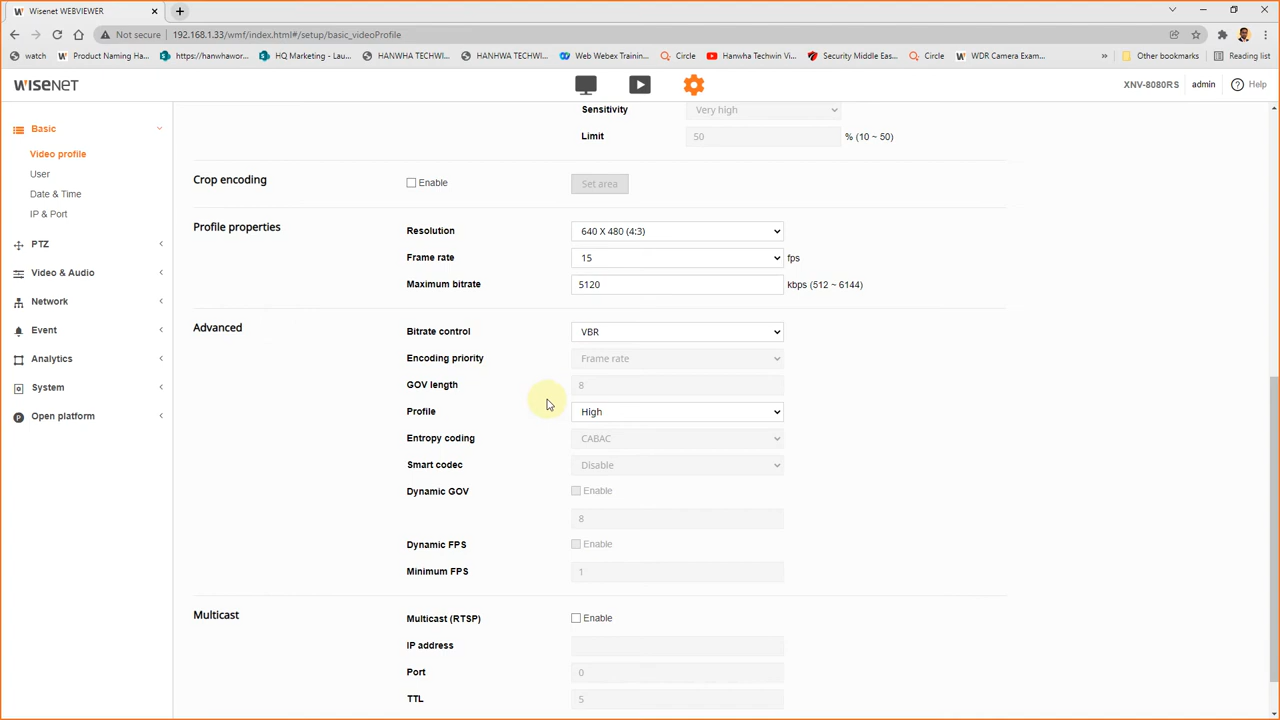 Wisenet WEBVIEWER
Not secure 192.168.1.33/wmf/index.html#/setup/basic_videoProfile
watch Product Naming Ha... https://hanwhawor... HQ Marketing - Lau... HANWHA TECHWI... HANHWA TECHWI... Web Webex Training... Circle Hanwha Techwin Vi... Security Middle Eas... Circle WDR Camera Exam... » Other bookmarks Reading list
WISENET XNV-8080RS admin Help
Basic
Video profile
User
Date & Time
IP & Port
PTZ
Video & Audio
Network
Event
Analytics
System
Open platform
Sensitivity Very high
Limit 50 % (10 ~ 50)
Crop encoding Enable Set area
Profile properties Resolution 640 X 480 (4:3)
Frame rate 15 fps
Maximum bitrate 5120 kbps (512 ~ 6144)
Advanced Bitrate control VBR
Encoding priority Frame rate
GOV length 8
Profile High
Entropy coding CABAC
Smart codec Disable
Dynamic GOV Enable
8
Dynamic FPS Enable
Minimum FPS 1
Multicast Multicast (RTSP) Enable
IP address
Port 0
TTL 5